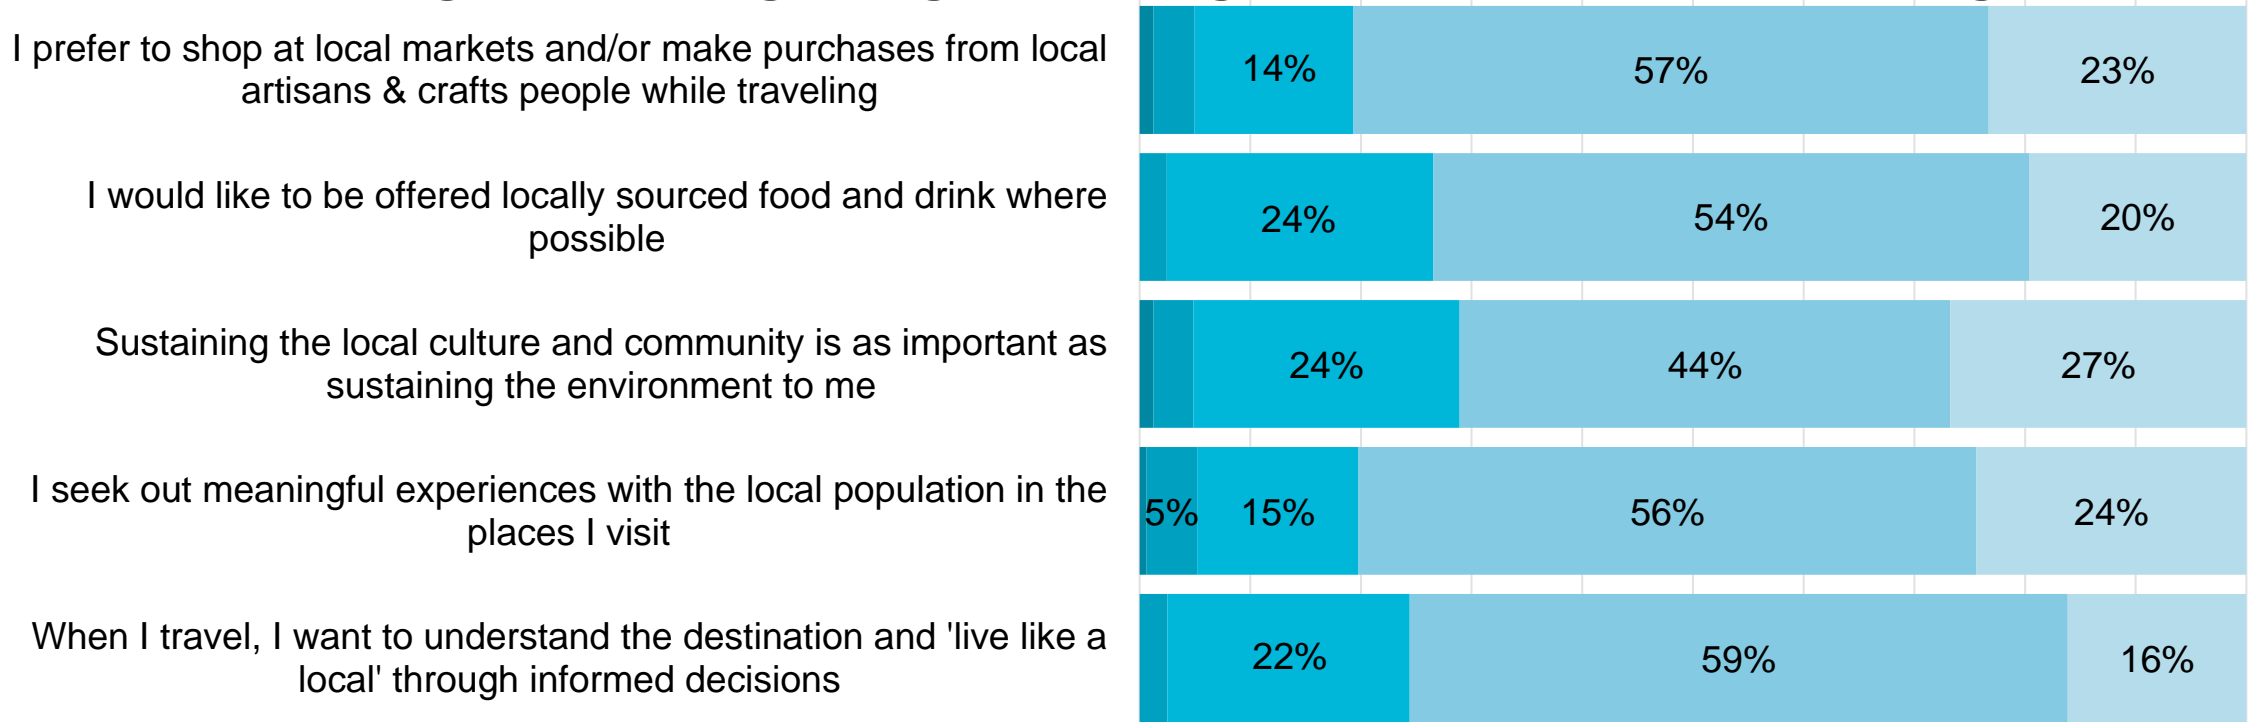 I prefer to shop at local markets and/or make purchases from local
artisans & crafts people while traveling
14% 57% 23%
I would like to be offered locally sourced food and drink where
possible
24% 54% 20%
Sustaining the local culture and community is as important as
sustaining the environment to me
24% 44% 27%
I seek out meaningful experiences with the local population in the
places I visit
5% 15% 56% 24%
When I travel, I want to understand the destination and 'live like a
local' through informed decisions
22% 59% 16%